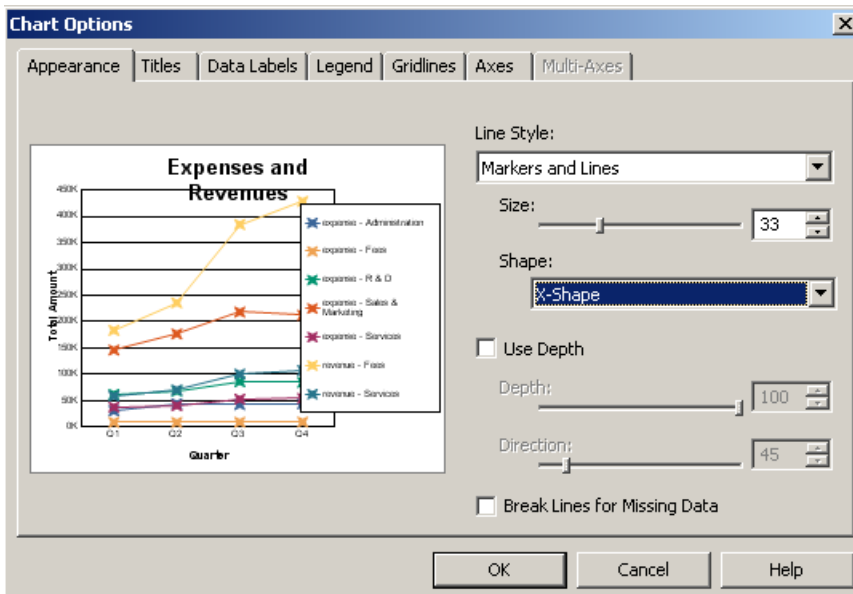 Chart Options
Appearance Titles Data Labels Legend Gridlines Axes Multi-Axes
Expenses and
Revenues
450K
400K
350K
300K
250K
200K
150K
100K
50K
0K
Total Amount
Q1 Q2 Q3 Q4
Quarter
expense - Administration
expense - Fees
expense - R & D
expense - Sales &
Marketing
expense - Services
revenue - Fees
revenue - Services
Line Style:
Markers and Lines
Size:
33
Shape:
X-Shape
Use Depth
Depth:
100
Direction:
45
Break Lines for Missing Data
OK Cancel Help